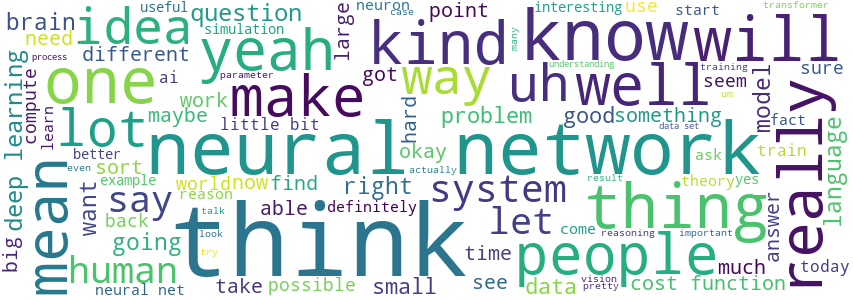 brain
useful
idea
question
neuron
simulation
large
point
case
kind
interesting
many
use
know
start
transformer
will
need
different
yeah
process
one
ai
parameter
make
got
way
uh
well
understanding
training
um
seem
sure
compute
learn
deep learning
lot
work
maybe
little bit
hard
problem
good
something
model
fact
data set
ask
train
language
really
better
even
neural network
okay
actually
sort
example
world
now
find
right
system
thing
result
theory
yes
mean
want
say
reason
back
talk
look
try
think
able
definitely
let
come
reasoning
important
answer
today
big
human
going
neural net
take
possible
small
time
see
people
data
vision
pretty
cost function
much